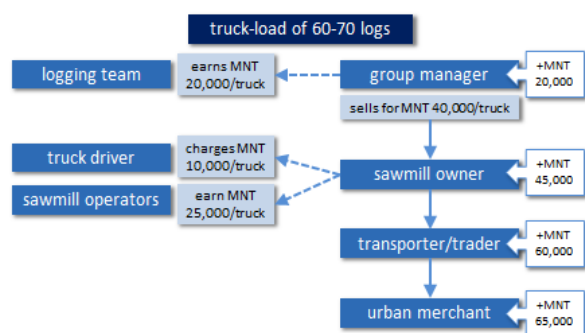 truck-load of 60-70 logs
logging team
earns MNT
20,000/truck
group manager
+MNT
20,000
sells for MNT 40,000/truck
truck driver
charges MNT
10,000/truck
sawmill owner
+MNT
45,000
sawmill operators
earn MNT
25,000/truck
transporter/trader
+MNT
60,000
urban merchant
+MNT
65,000